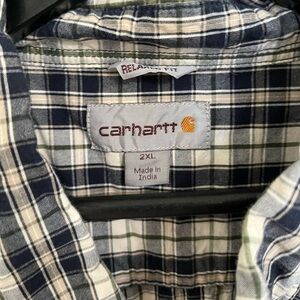 RELAXED FIT
carhartt
2XL
Made in
India